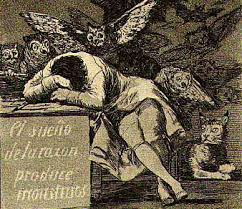 El sueño
de la razon
produce
monstruos